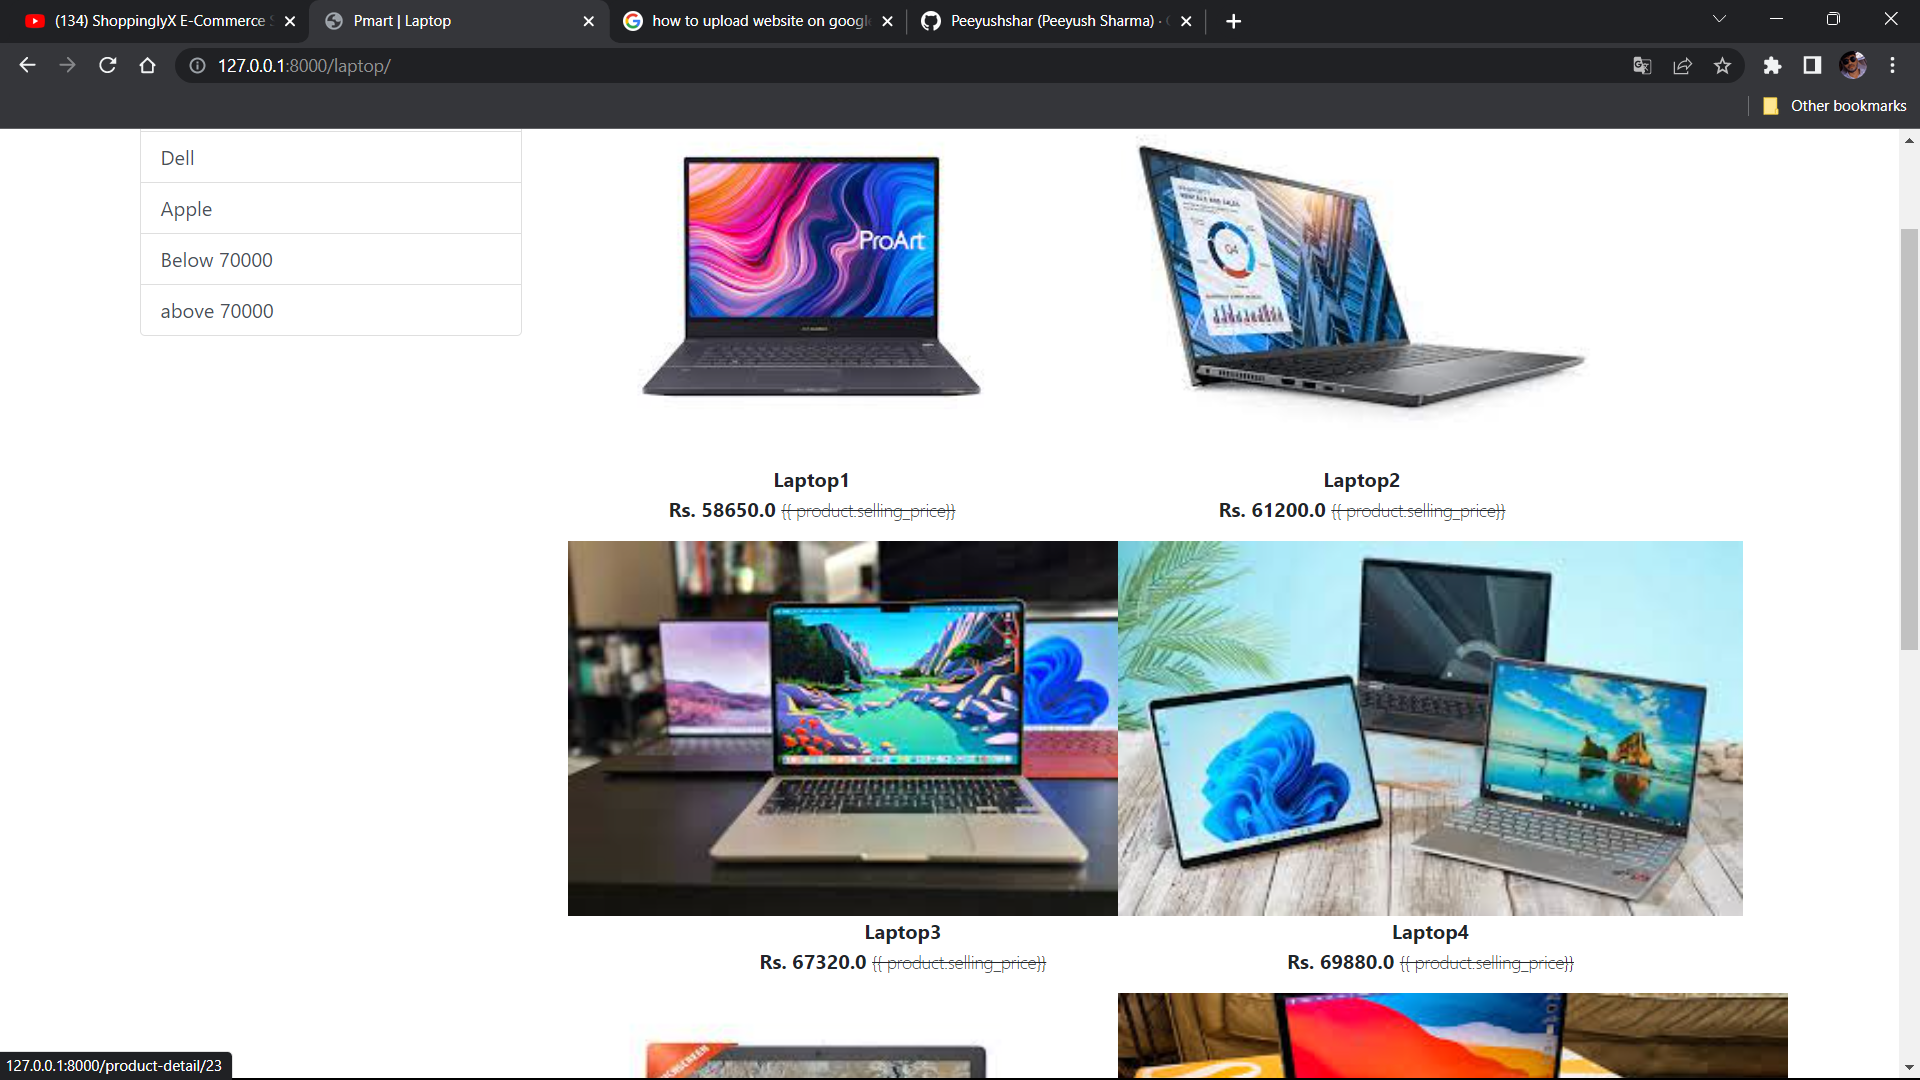 (134) ShoppinglyX E-Commerce S
Pmart | Laptop
how to upload website on google
Peeyushshar (Peeyush Sharma) ·
127.0.0.1:8000/laptop/
Other bookmarks
Dell
Apple
Below 70000
above 70000
ProArt
Q4
Laptop1
Rs. 58650.0 {{ product.selling_price}}
Laptop2
Rs. 61200.0 {{ product.selling_price}}
Laptop3
Rs. 67320.0 {{ product.selling_price}}
Laptop4
Rs. 69880.0 {{ product.selling_price}}
127.0.0.1:8000/product-detail/23